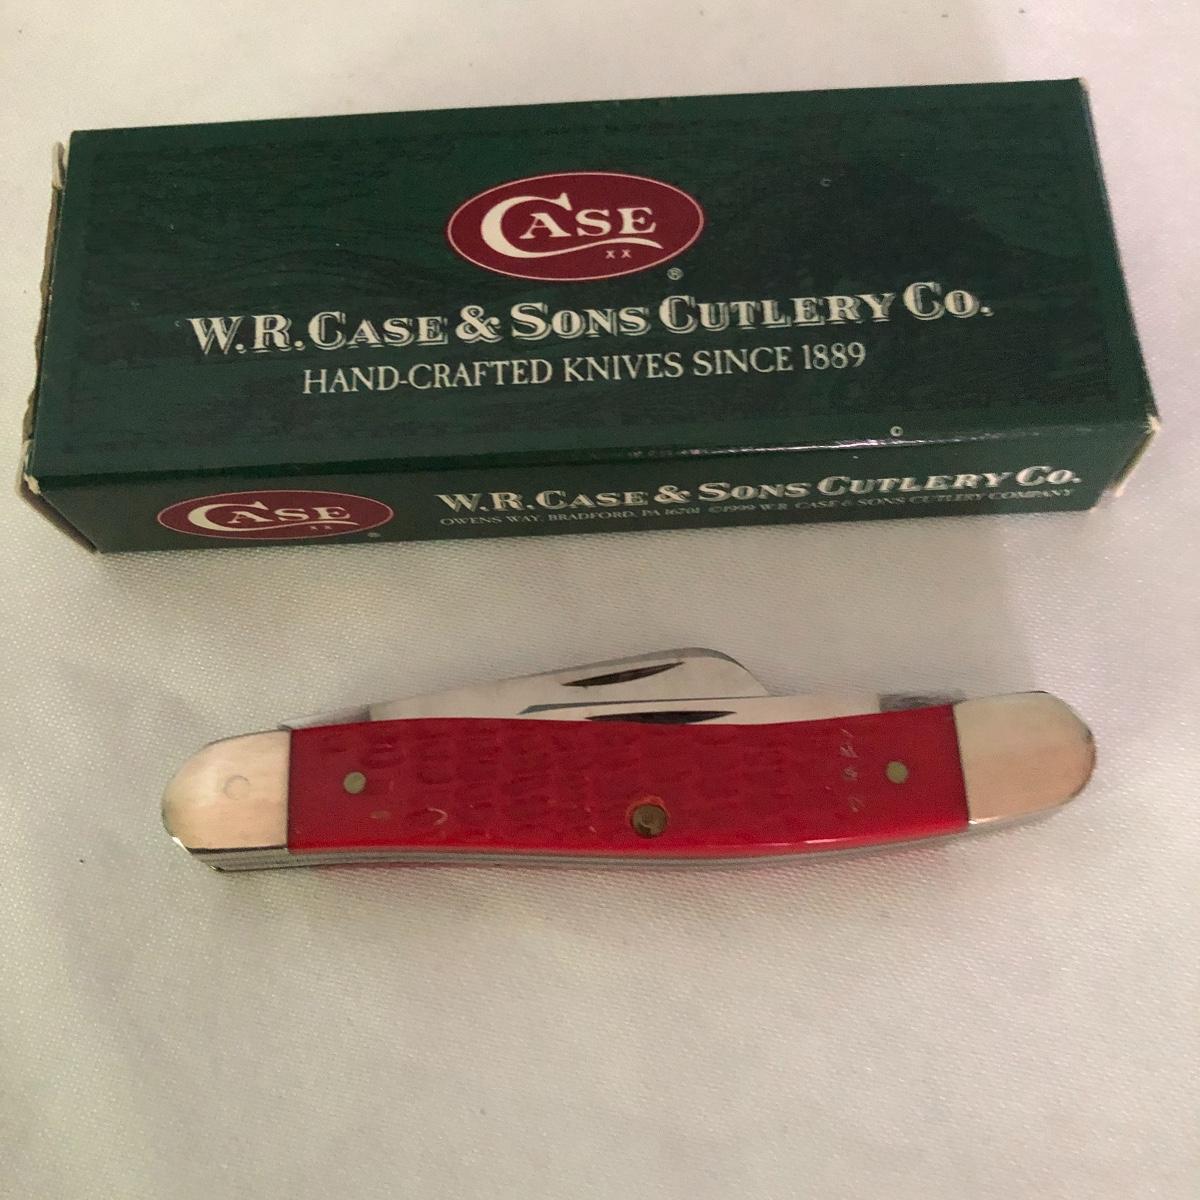 CASE
XX
®
W.R. CASE & SONS CUTLERY CO.
HAND-CRAFTED KNIVES SINCE 1889
CASE
XX
®
W.R. CASE & SONS CUTLERY CO.
OWENS WAY, BRADFORD, PA 16701 ©1999 W.R. CASE & SONS CUTLERY COMPANY